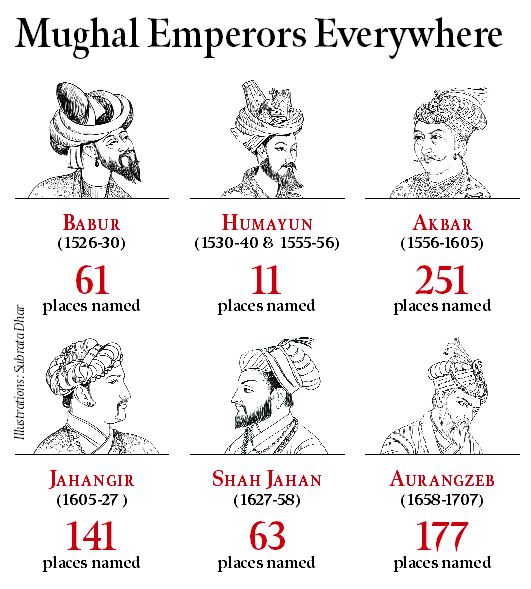 Mughal Emperors Everywhere
BABUR
(1526-30)
61
places named
HUMAYUN
(1530-40 & 1555-56)
11
places named
AKBAR
(1556-1605)
251
places named
Illustrations: Subrata Dhar
JAHANGIR
(1605-27 )
141
places named
SHAH JAHAN
(1627-58)
63
places named
AURANGZEB
(1658-1707)
177
places named